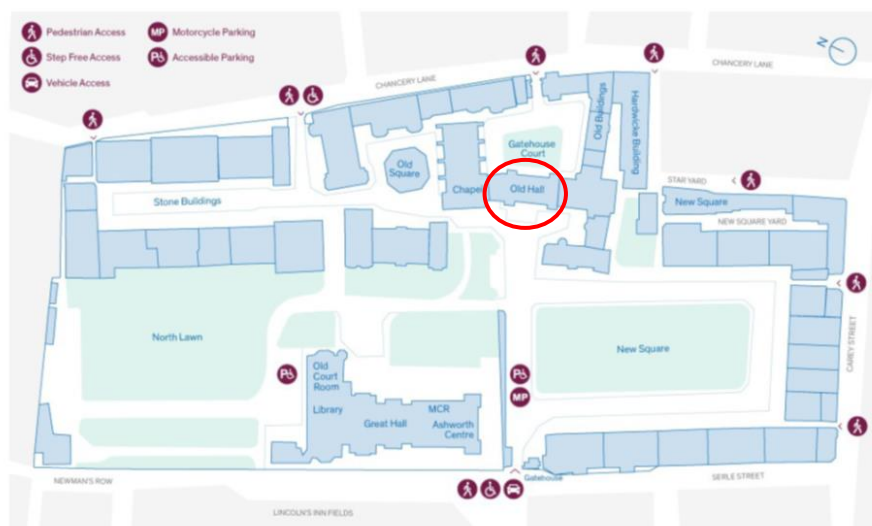 Pedestrian Access
MP Motorcycle Parking
Step Free Access
P Accessible Parking
Vehicle Access
N
CHANCERY LANE
CHANCERY LANE
Old Buildings
Hardwicke Building
Gatehouse
Court
Old
Square
Chapel
Old Hall
STAR YARD
Stone Buildings
New Square
NEW SQUARE YARD
North Lawn
New Square
CAREY STREET
P
Old
Court
Room
P
MP
Library
MCR
Great Hall
Ashworth
Centre
NEWMAN'S ROW
Gatehouse
SERLE STREET
LINCOLN'S INN FIELDS